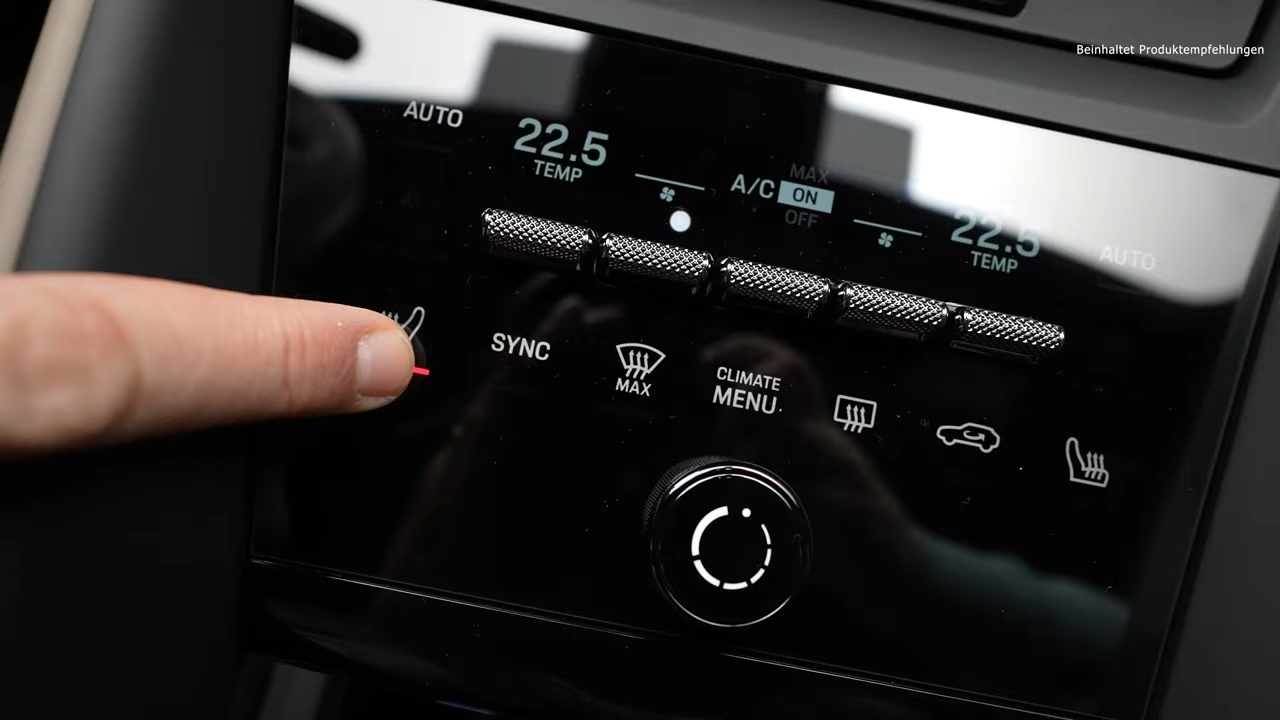 Beinhaltet Produktempfehlungen
AUTO
22.5
TEMP
A/C
MAX
ON
OFF
22.5
TEMP
AUTO
SYNC
MAX
CLIMATE
MENU